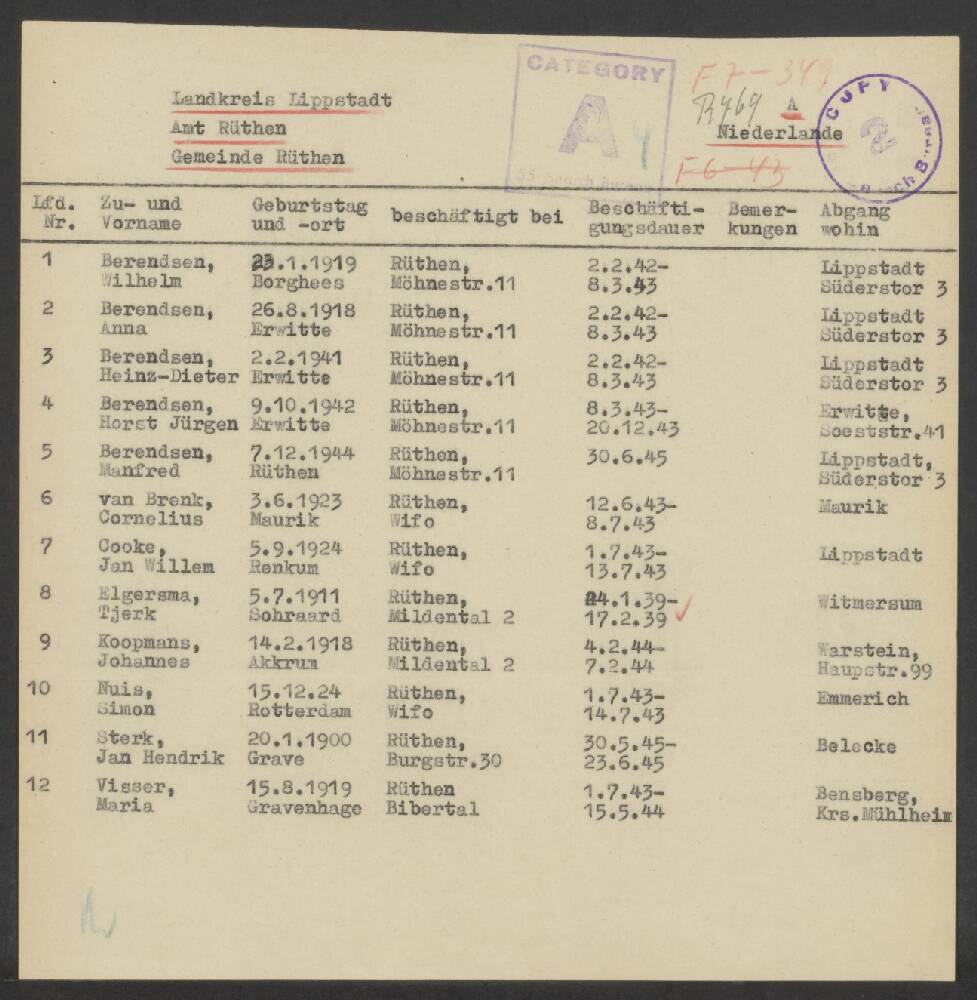 CATEGORY
A
4
F7-349
R469
A
COPY
3
Landkreis Lippstadt
Amt Rüthen
Gemeinde Rüthen
Niederlande
F6-43
Lfd. Nr. Zu- und Vorname Geburtstag und -ort beschäftigt bei Beschäfti-gungsdauer Bemer-kungen Abgang wohin
1 Berendsen, 23.1.1919 Rüthen, 2.2.42- Lippstadt
Wilhelm Borghees Möhnestr.11 8.3.43 Süderstor 3
2 Berendsen, 26.8.1918 Rüthen, 2.2.42- Lippstadt
Anna Erwitte Möhnestr.11 8.3.43 Süderstor 3
3 Berendsen, 2.2.1941 Rüthen, 2.2.42- Lippstadt
Heinz-Dieter Erwitte Möhnestr.11 8.3.43 Süderstor 3
4 Berendsen, 9.10.1942 Rüthen, 8.3.43- Erwitte,
Horst Jürgen Erwitte Möhnestr.11 20.12.43 Soeststr.41
5 Berendsen, 7.12.1944 Rüthen, 30.6.45 Lippstadt,
Manfred Rüthen Möhnestr.11 Süderstor 3
6 van Brenk, 3.6.1923 Rüthen, 12.6.43- Maurik
Cornelius Maurik Wifo 8.7.43
7 Cooke, 5.9.1924 Rüthen, 1.7.43- Lippstadt
Jan Willem Renkum Wifo 13.7.43
8 Elgersma, 5.7.1911 Rüthen, 24.1.39- Witmersum
Tjerk Sohraard Mildental 2 17.2.39
9 Koopmans, 14.2.1918 Rüthen, 4.2.44- Warstein,
Johannes Akkrum Mildental 2 7.2.44 Haupstr.99
10 Nuis, 15.12.24 Rüthen, 1.7.43- Emmerich
Simon Rotterdam Wifo 14.7.43
11 Sterk, 20.1.1900 Rüthen, 30.5.45- Belecke
Jan Hendrik Grave Burgstr.30 23.6.45
12 Visser, 15.8.1919 Rüthen 1.7.43- Bensberg,
Maria Gravenhage Bibertal 15.5.44 Krs.Mühlheim